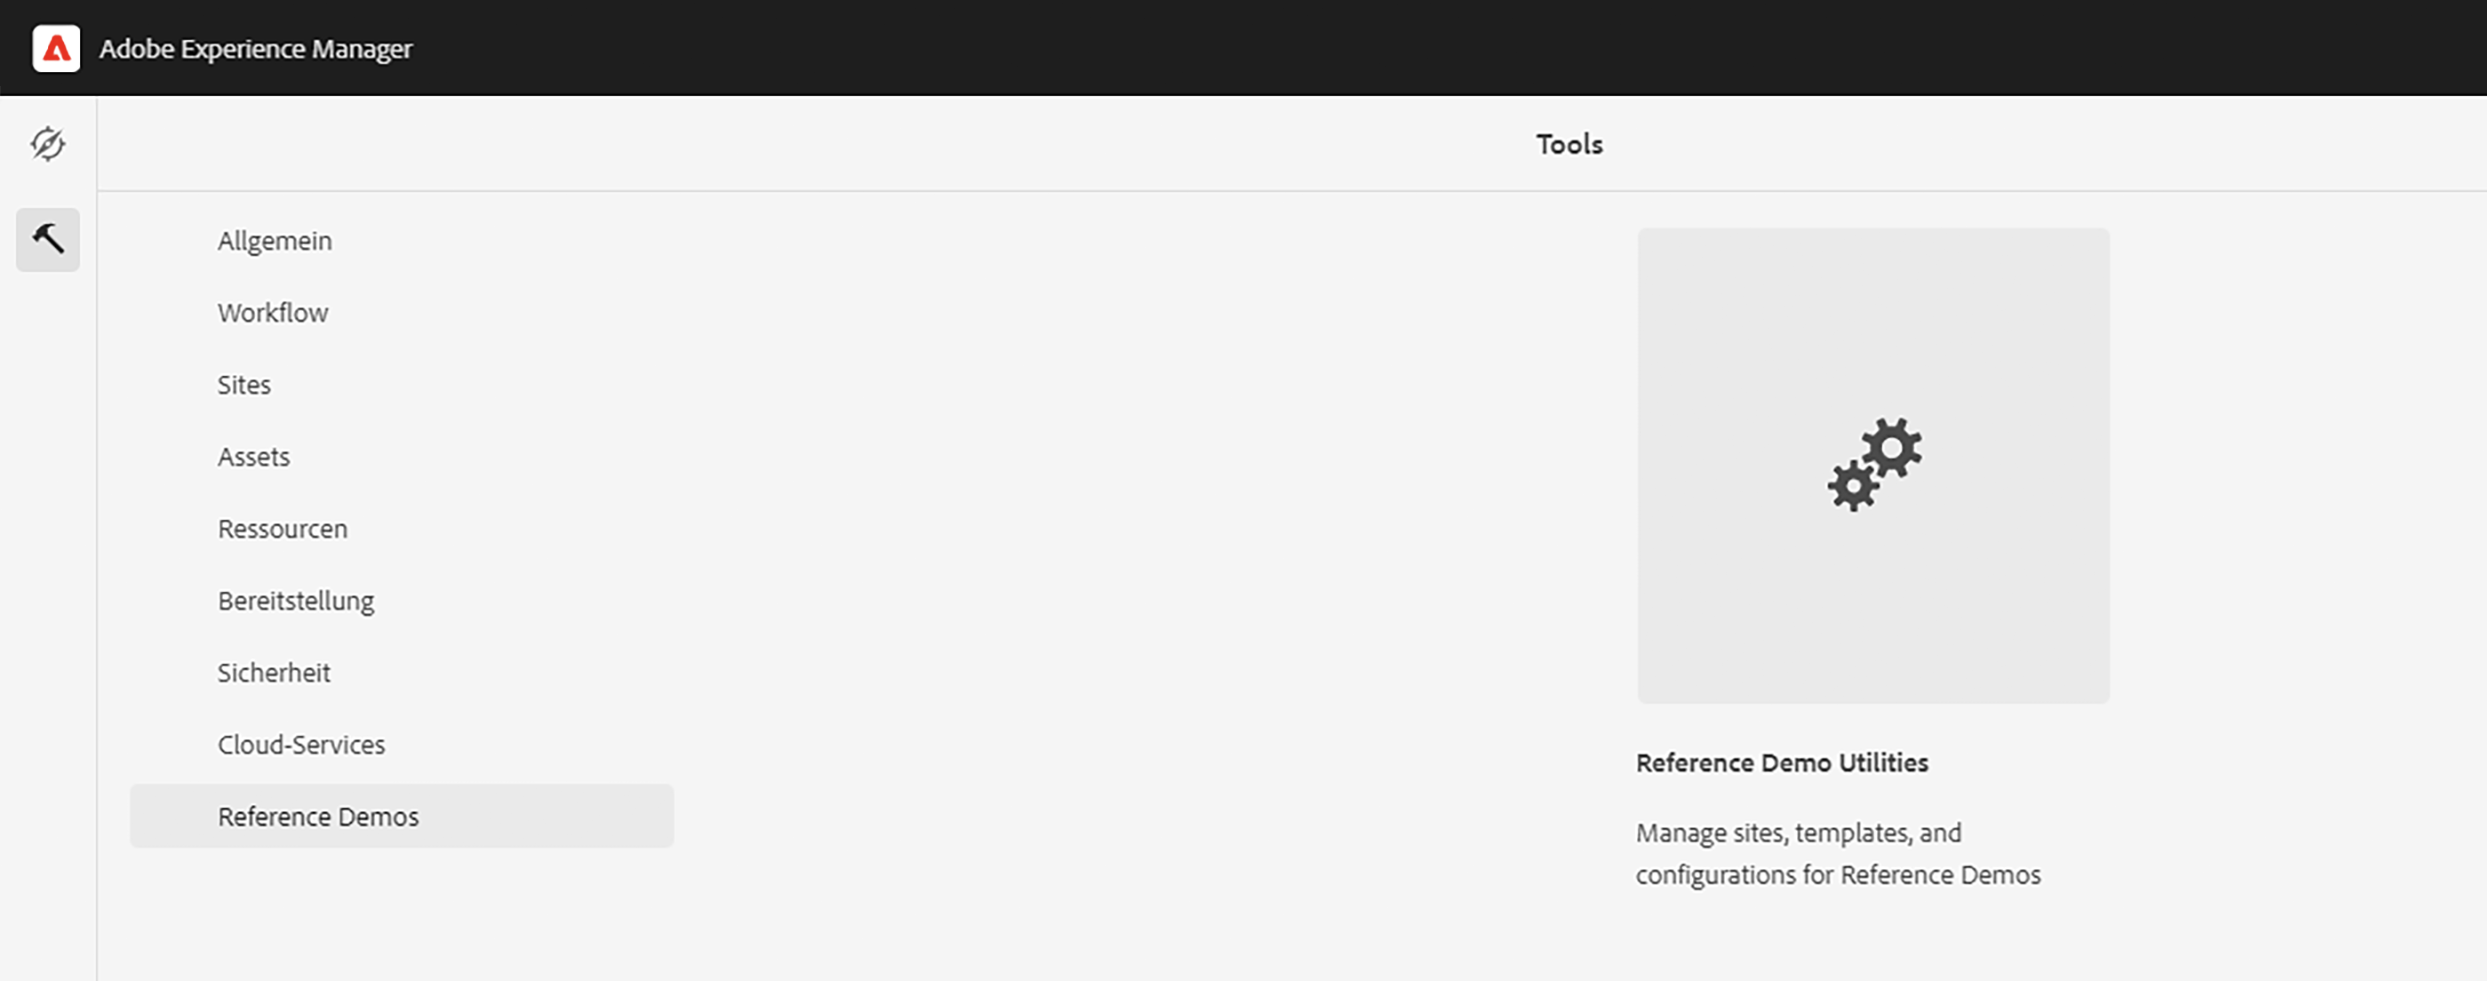 Adobe Experience Manager
Tools
Allgemein
Workflow
Sites
Assets
Ressourcen
Bereitstellung
Sicherheit
Cloud-Services
Reference Demos
Reference Demo Utilities
Manage sites, templates, and
configurations for Reference Demos